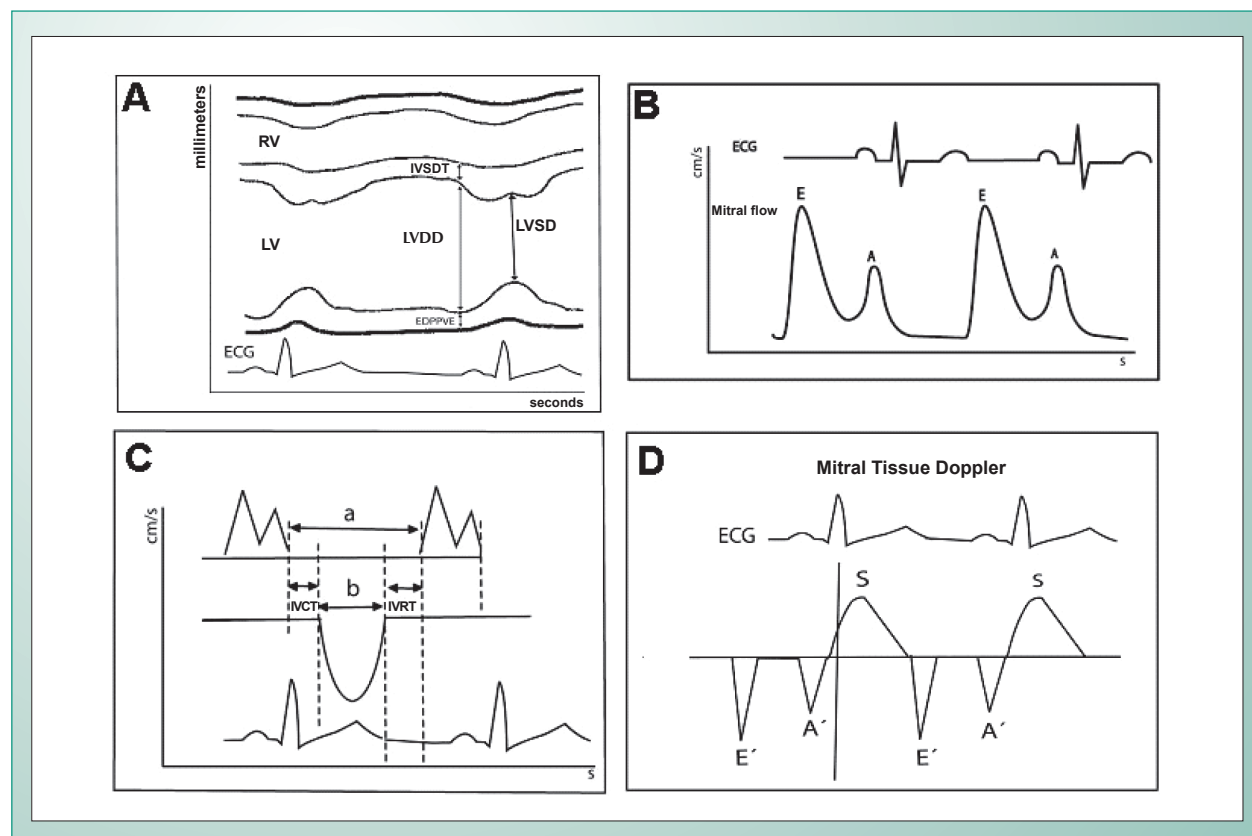 A
millimeters
RV
IVSDT
LV
LVDD
LVSD
EDPPVE
ECG
seconds
B
cm/s
ECG
Mitral flow
E
A
E
A
s
C
cm/s
a
IVCT
b
IVRT
s
D
Mitral Tissue Doppler
ECG
S
S
E´
A´
E´
A´